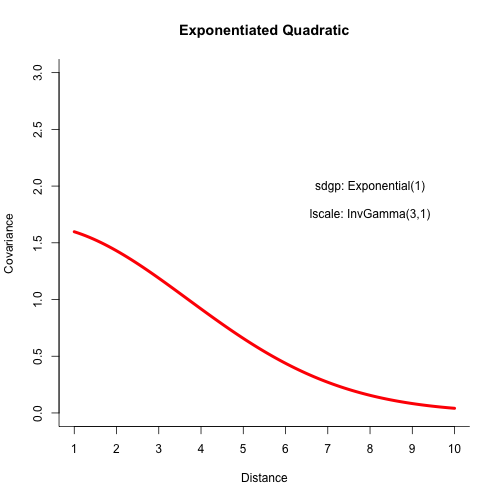 Exponentiated Quadratic
3.0
2.5
2.0
1.5
1.0
0.5
0.0
Covariance
sdgp: Exponential(1)
lscale: InvGamma(3,1)
1 2 3 4 5 6 7 8 9 10
Distance